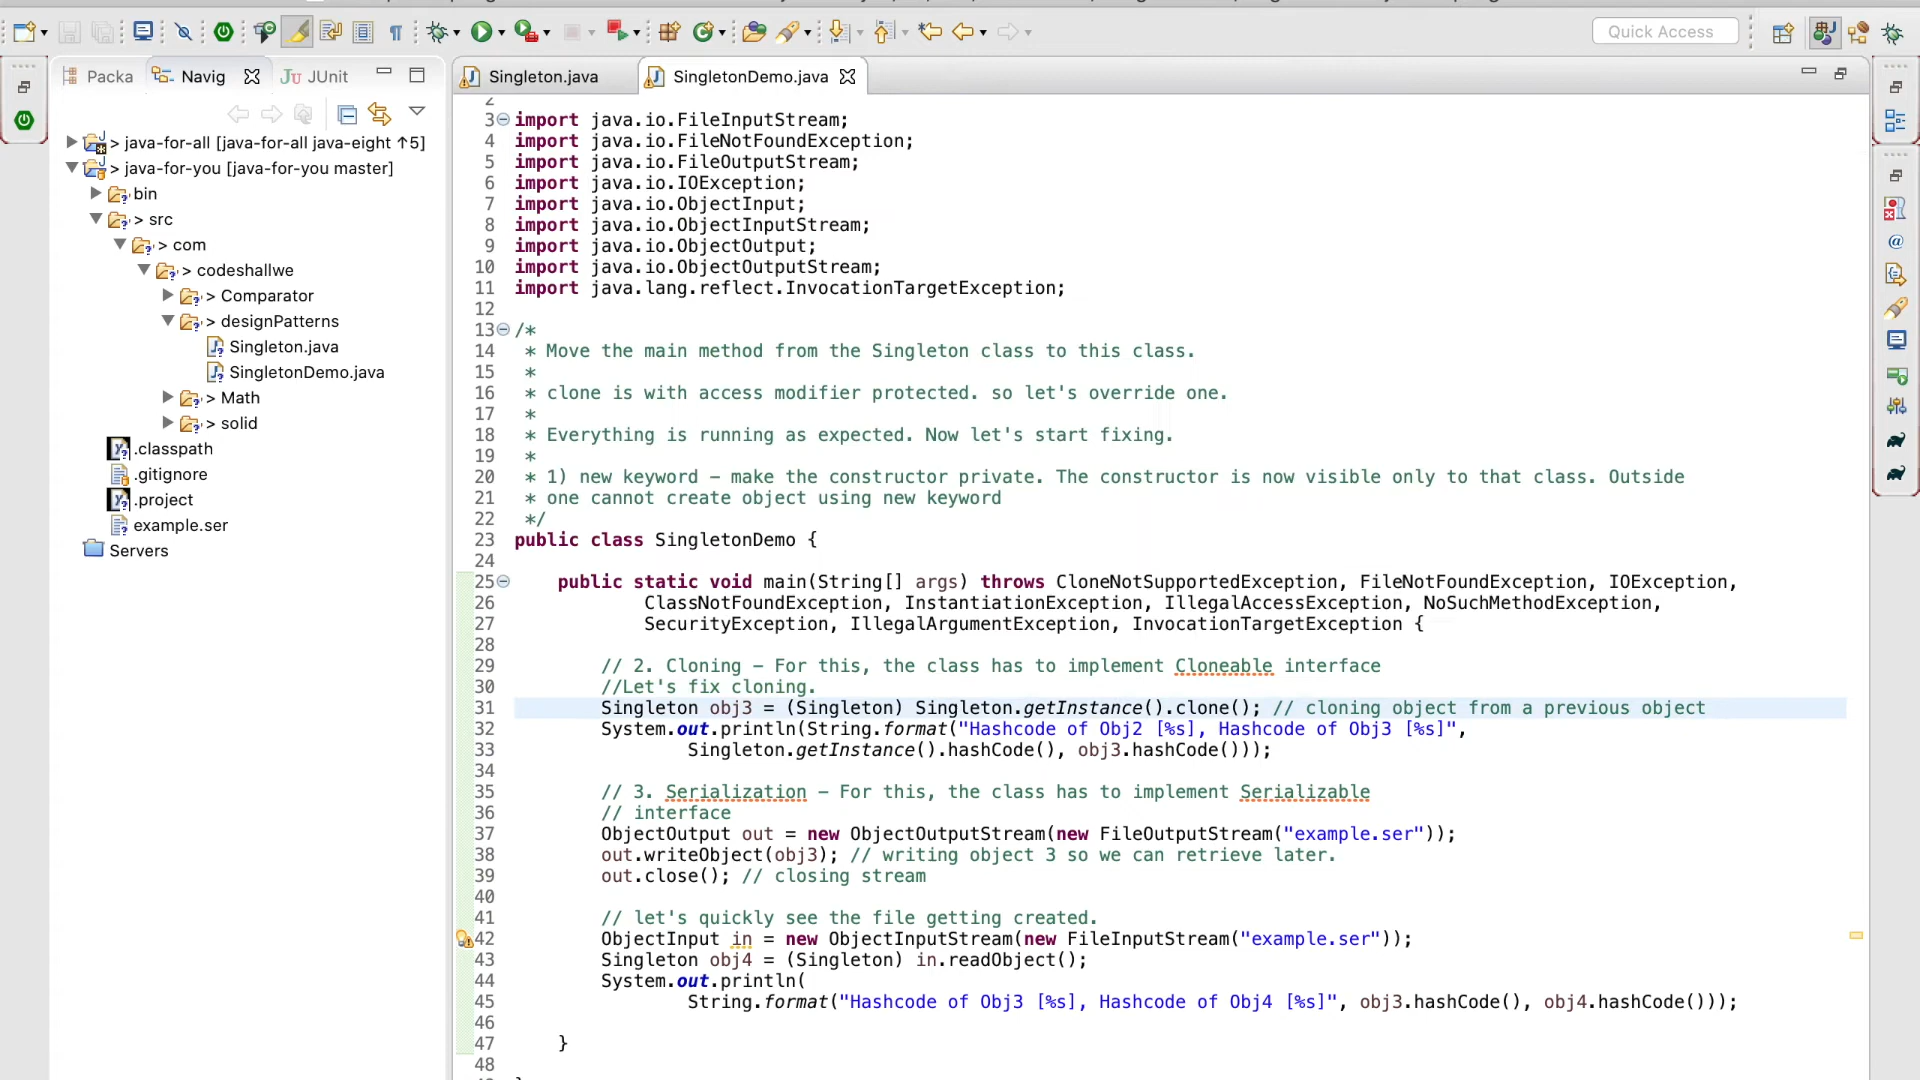 Quick Access
Packa
Navig
JUnit
> java-for-all [java-for-all java-eight ↑5]
> java-for-you [java-for-you master]
bin
> src
> com
> codeshallwe
> Comparator
> designPatterns
Singleton.java
SingletonDemo.java
> Math
> solid
.classpath
.gitignore
.project
example.ser
Servers
Singleton.java
SingletonDemo.java
2
3 import java.io.FileInputStream;
4 import java.io.FileNotFoundException;
5 import java.io.FileOutputStream;
6 import java.io.IOException;
7 import java.io.ObjectInput;
8 import java.io.ObjectInputStream;
9 import java.io.ObjectOutput;
10 import java.io.ObjectOutputStream;
11 import java.lang.reflect.InvocationTargetException;
12
13 /*
14 * Move the main method from the Singleton class to this class.
15 *
16 * clone is with access modifier protected. so let's override one.
17 *
18 * Everything is running as expected. Now let's start fixing.
19 *
20 * 1) new keyword – make the constructor private. The constructor is now visible only to that class. Outside
21 * one cannot create object using new keyword
22 */
23 public class SingletonDemo {
24
25 public static void main(String[] args) throws CloneNotSupportedException, FileNotFoundException, IOException,
26 ClassNotFoundException, InstantiationException, IllegalAccessException, NoSuchMethodException,
27 SecurityException, IllegalArgumentException, InvocationTargetException {
28
29 // 2. Cloning – For this, the class has to implement Cloneable interface
30 //Let's fix cloning.
31 Singleton obj3 = (Singleton) Singleton.getInstance().clone(); // cloning object from a previous object
32 System.out.println(String.format("Hashcode of Obj2 [%s], Hashcode of Obj3 [%s]",
33 Singleton.getInstance().hashCode(), obj3.hashCode()));
34
35 // 3. Serialization – For this, the class has to implement Serializable
36 // interface
37 ObjectOutput out = new ObjectOutputStream(new FileOutputStream("example.ser"));
38 out.writeObject(obj3); // writing object 3 so we can retrieve later.
39 out.close(); // closing stream
40
41 // let's quickly see the file getting created.
42 ObjectInput in = new ObjectInputStream(new FileInputStream("example.ser"));
43 Singleton obj4 = (Singleton) in.readObject();
44 System.out.println(
45 String.format("Hashcode of Obj3 [%s], Hashcode of Obj4 [%s]", obj3.hashCode(), obj4.hashCode()));
46
47 }
48